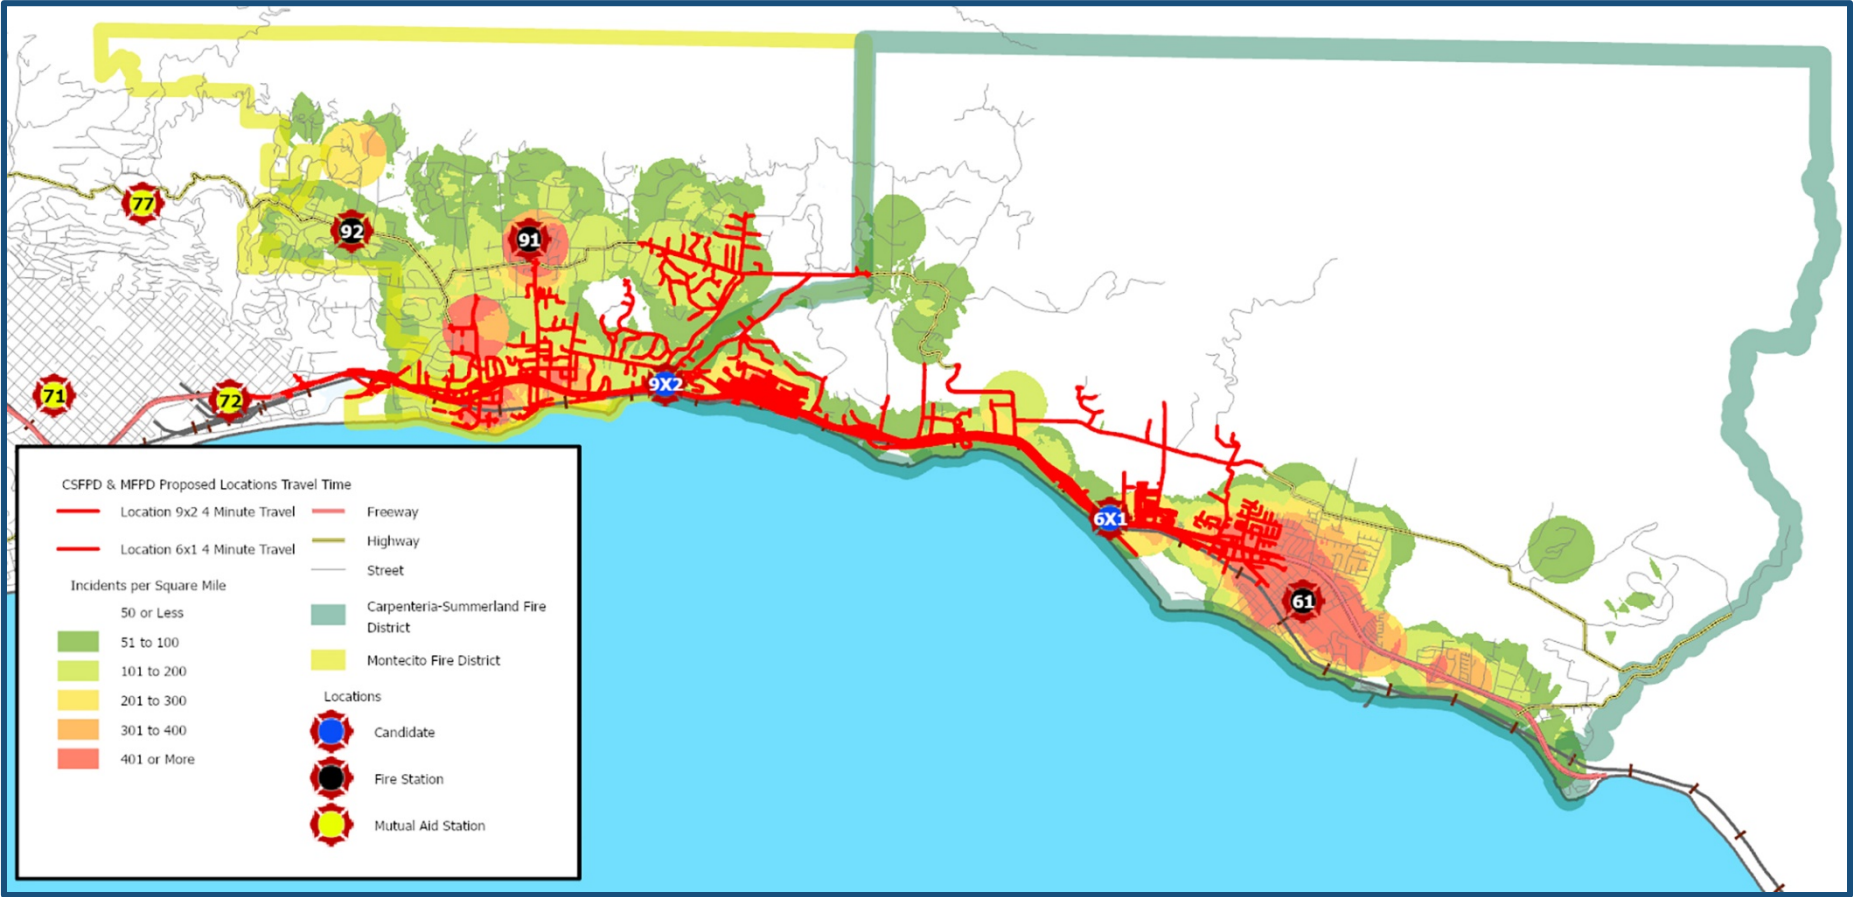 77
92
91
71
72
9X2
6X1
61
CSFPD & MFPD Proposed Locations Travel Time
Location 9x2 4 Minute Travel
Location 6x1 4 Minute Travel
Incidents per Square Mile
50 or Less
51 to 100
101 to 200
201 to 300
301 to 400
401 or More
Freeway
Highway
Street
Carpenteria-Summerland Fire
District
Montecito Fire District
Locations
Candidate
Fire Station
Mutual Aid Station